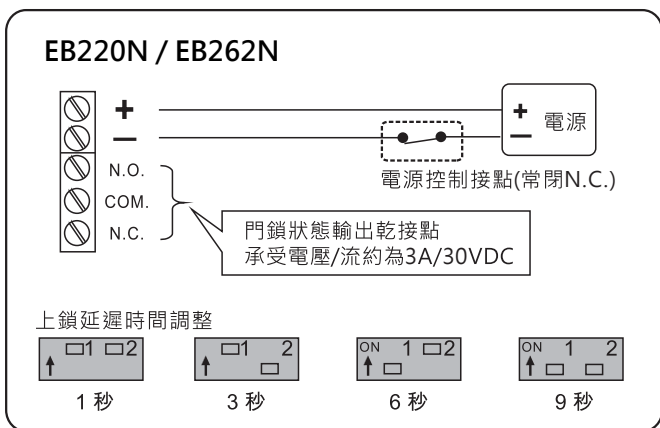 EB220N / EB262N
+
+ 電源
—
—
電源控制接點(常閉N.C.)
N.O.
COM.
N.C.
門鎖狀態輸出乾接點
承受電壓/流約為3A/30VDC
上鎖延遲時間調整
1 2
1 2
ON 1 2
ON 1 2
1 秒 3 秒 6 秒 9 秒